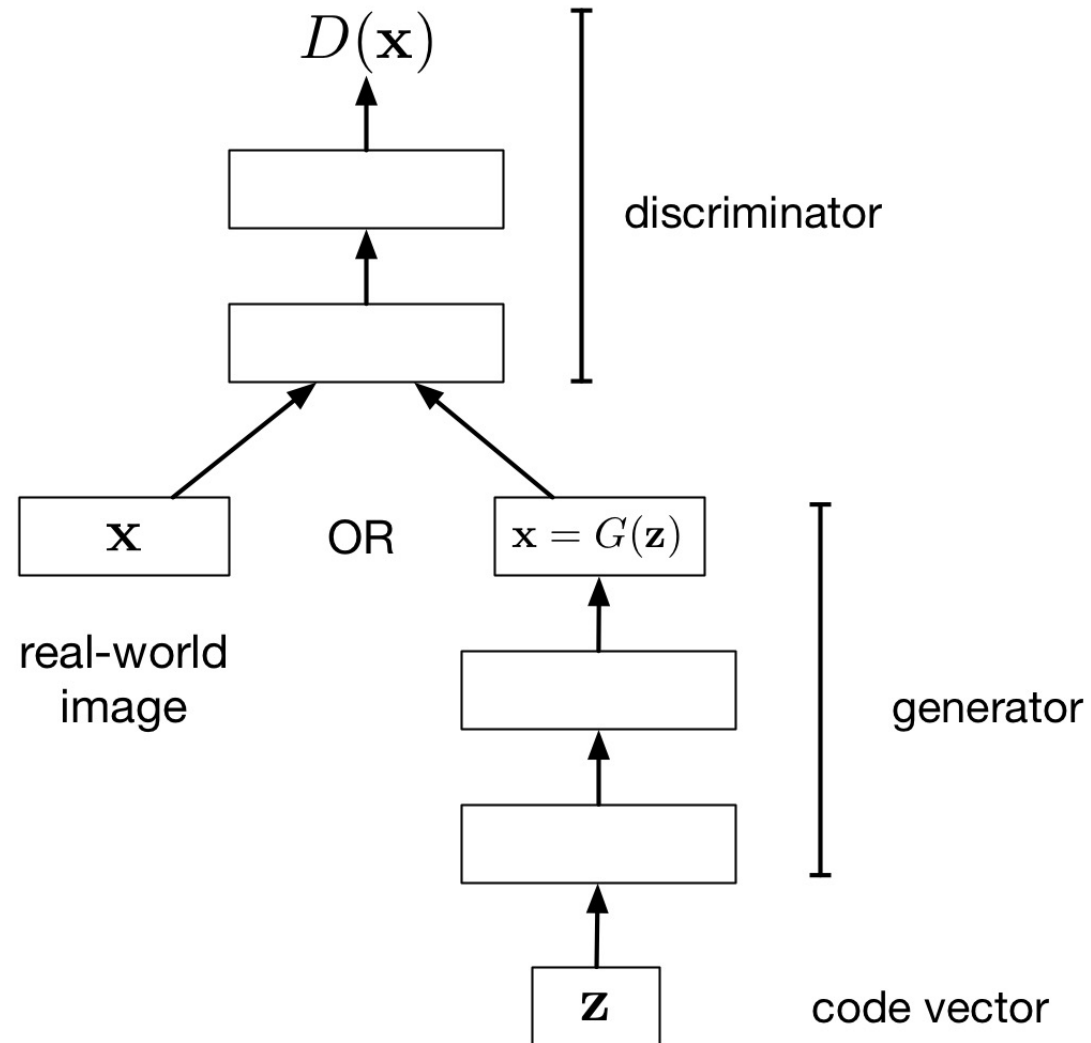 D(𝐱)
discriminator
𝐱
OR
𝐱 = G(𝐳)
real-world
image
generator
𝐳
code vector